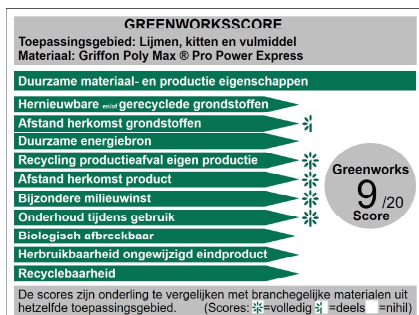 GREENWORKSSCORE
Toepassingsgebied: Lijmen, kitten en vulmiddel
Materiaal: Griffon Poly Max ® Pro Power Express
Duurzame materiaal- en productie eigenschappen
Hernieuwbare en/of gerecyclede grondstoffen
Afstand herkomst grondstoffen
Duurzame energiebron
Recycling productieafval eigen productie
Afstand herkomst product
Bijzondere milieuwinst
Onderhoud tijdens gebruik
Biologisch afbreekbaar
Herbruikbaarheid ongewijzigd eindproduct
Recyclebaarheid
Greenworks
9 /20
Score
De scores zijn onderling te vergelijken met branchegelijke materialen uit
hetzelfde toepassingsgebied. (Scores: =volledig =deels =nihil)